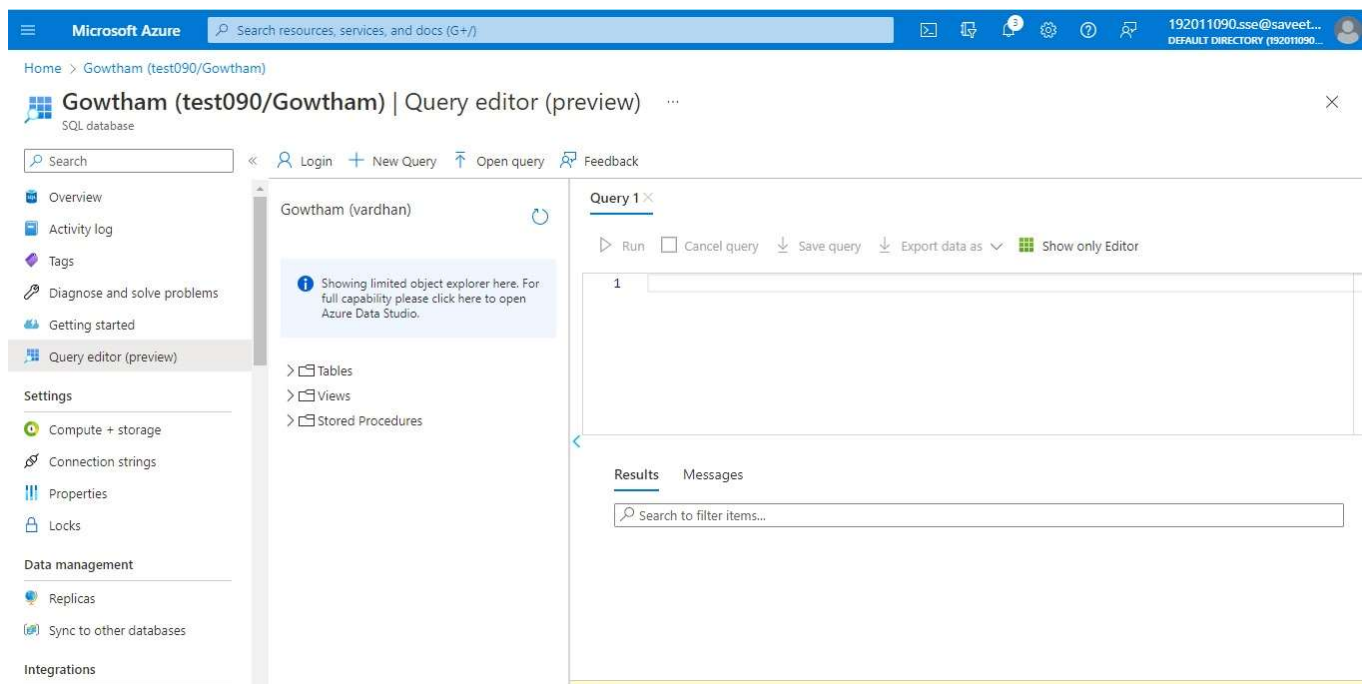 Microsoft Azure
Search resources, services, and docs (G+/)
3
192011090.sse@saveet...
DEFAULT DIRECTORY (192011090...
Home > Gowtham (test090/Gowtham)
Gowtham (test090/Gowtham) | Query editor (preview) ...
SQL database
Search
« Login + New Query Open query Feedback
Overview
Activity log
Tags
Diagnose and solve problems
Getting started
Query editor (preview)
Settings
Compute + storage
Connection strings
Properties
Locks
Data management
Replicas
Sync to other databases
Integrations
Gowtham (vardhan)
Showing limited object explorer here. For
full capability please click here to open
Azure Data Studio.
Tables
Views
Stored Procedures
Query 1
Run Cancel query Save query Export data as Show only Editor
1
Results Messages
Search to filter items...